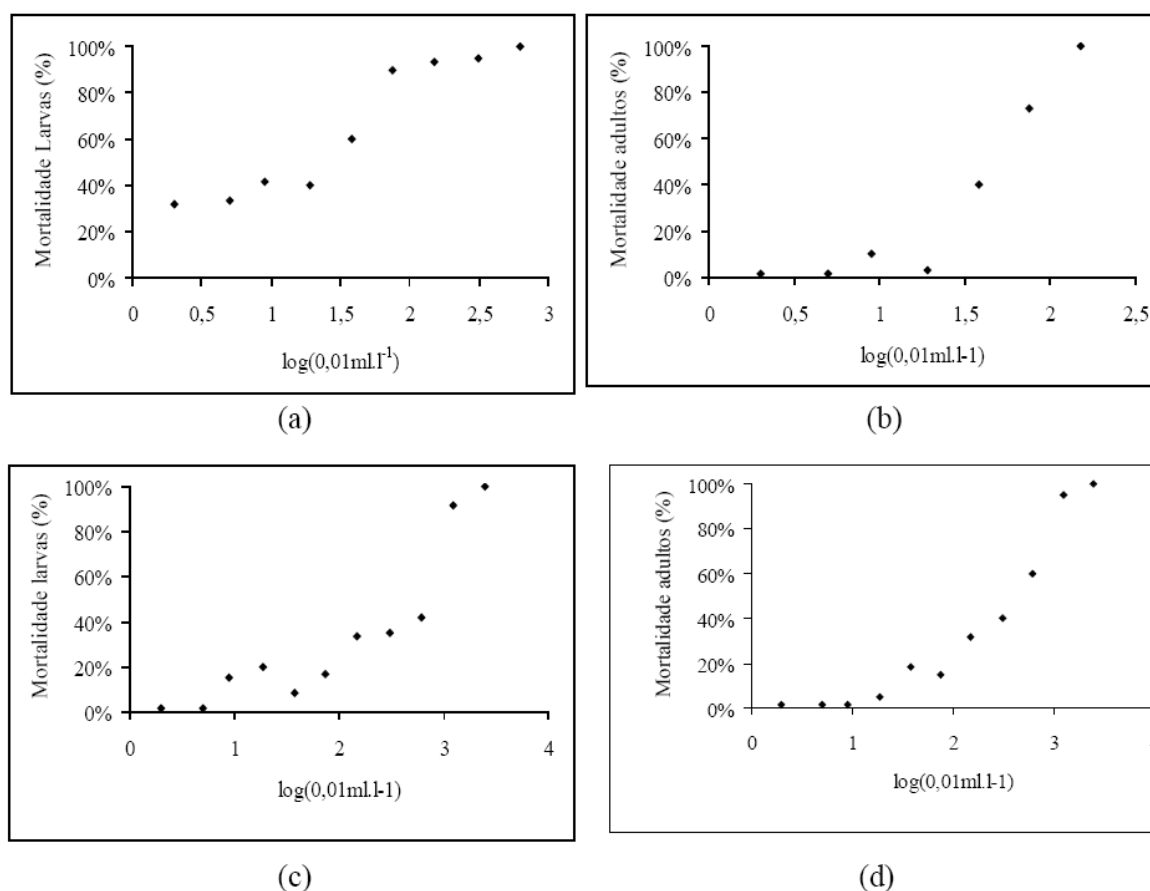 Mortalidade Larvas (%)
100%
80%
60%
40%
20%
0%
0 0,5 1 1,5 2 2,5 3
log(0,01ml.l⁻¹)
(a)
Mortalidade adultos (%)
100%
80%
60%
40%
20%
0%
0 0,5 1 1,5 2 2,5
log(0,01ml.l-1)
(b)
Mortalidade larvas (%)
100%
80%
60%
40%
20%
0%
0 1 2 3 4
log(0,01ml.l-1)
(c)
Mortalidade adultos (%)
100%
80%
60%
40%
20%
0%
0 1 2 3
log(0,01ml.l-1)
(d)